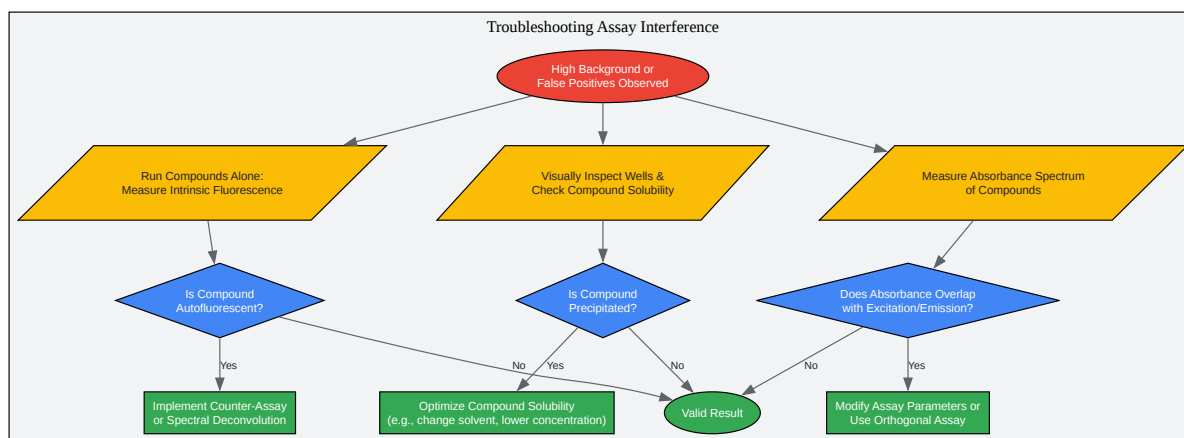 Troubleshooting Assay Interference
High Background or
False Positives Observed
Run Compounds Alone:
Measure Intrinsic Fluorescence
Visually Inspect Wells &
Check Compound Solubility
Measure Absorbance Spectrum
of Compounds
Is Compound
Autofluorescent?
Is Compound
Precipitated?
Does Absorbance Overlap
with Excitation/Emission?
Yes
No
Yes
No
No
Yes
Implement Counter-Assay
or Spectral Deconvolution
Optimize Compound Solubility
(e.g., change solvent, lower concentration)
Valid Result
Modify Assay Parameters or
Use Orthogonal Assay